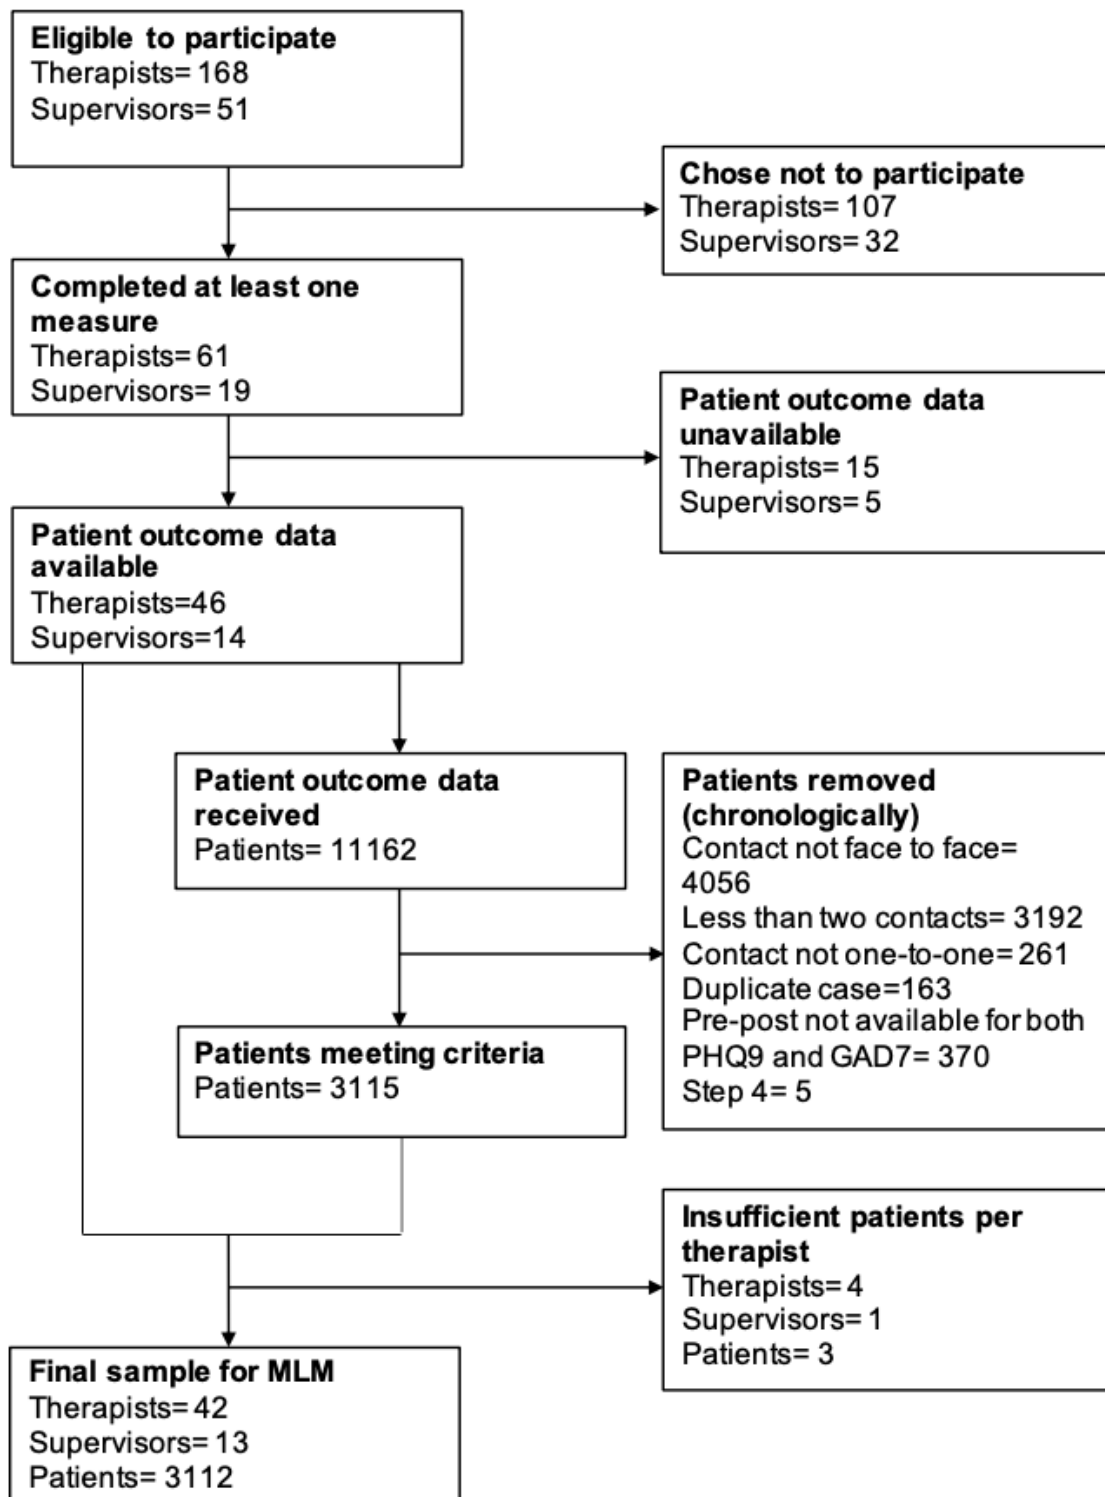 Eligible to participate
Therapists= 168
Supervisors= 51
Chose not to participate
Therapists= 107
Supervisors= 32
Completed at least one
measure
Therapists= 61
Supervisors= 19
Patient outcome data
unavailable
Therapists= 15
Supervisors= 5
Patient outcome data
available
Therapists=46
Supervisors=14
Patient outcome data
received
Patients= 11162
Patients removed
(chronologically)
Contact not face to face=
4056
Less than two contacts= 3192
Contact not one-to-one= 261
Duplicate case=163
Pre-post not available for both
PHQ9 and GAD7= 370
Step 4= 5
Patients meeting criteria
Patients= 3115
Insufficient patients per
therapist
Therapists= 4
Supervisors= 1
Patients= 3
Final sample for MLM
Therapists= 42
Supervisors= 13
Patients= 3112